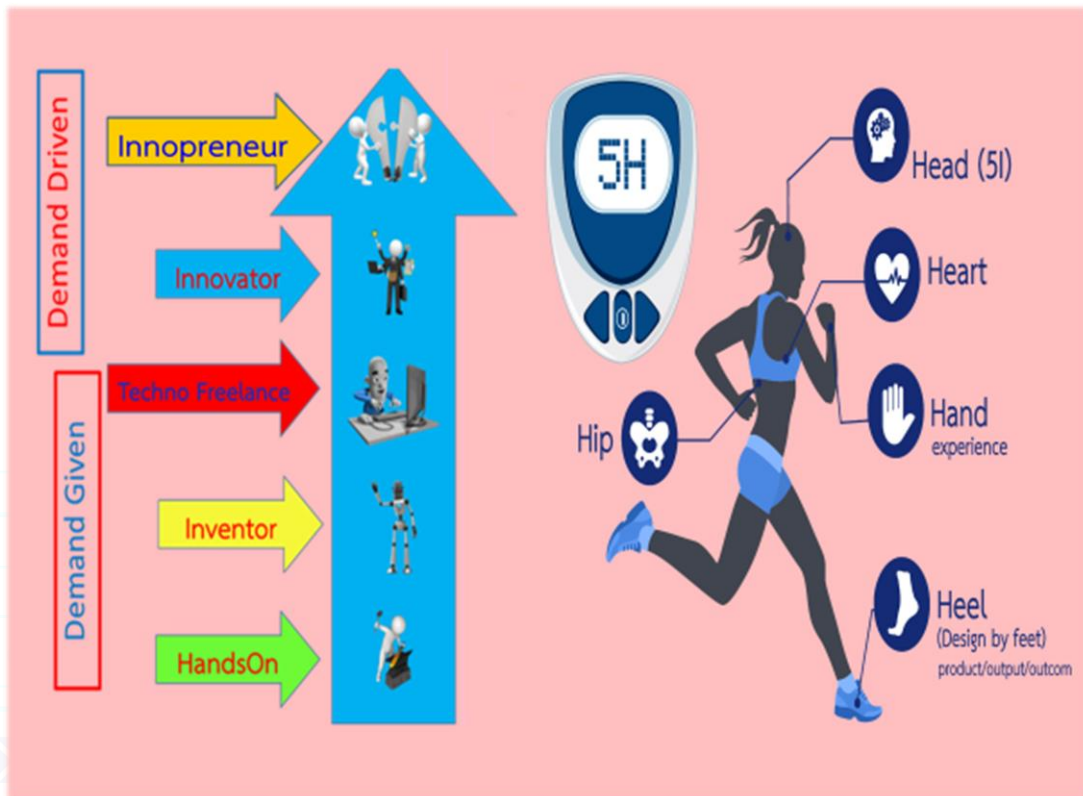 Demand Driven
Innopreneur
Innovator
Demand Given
Techno Freelance
Inventor
HandsOn
5H
Head (5I)
Heart
Hand
experience
Hip
Heel
(Design by feet)
product/output/outcom